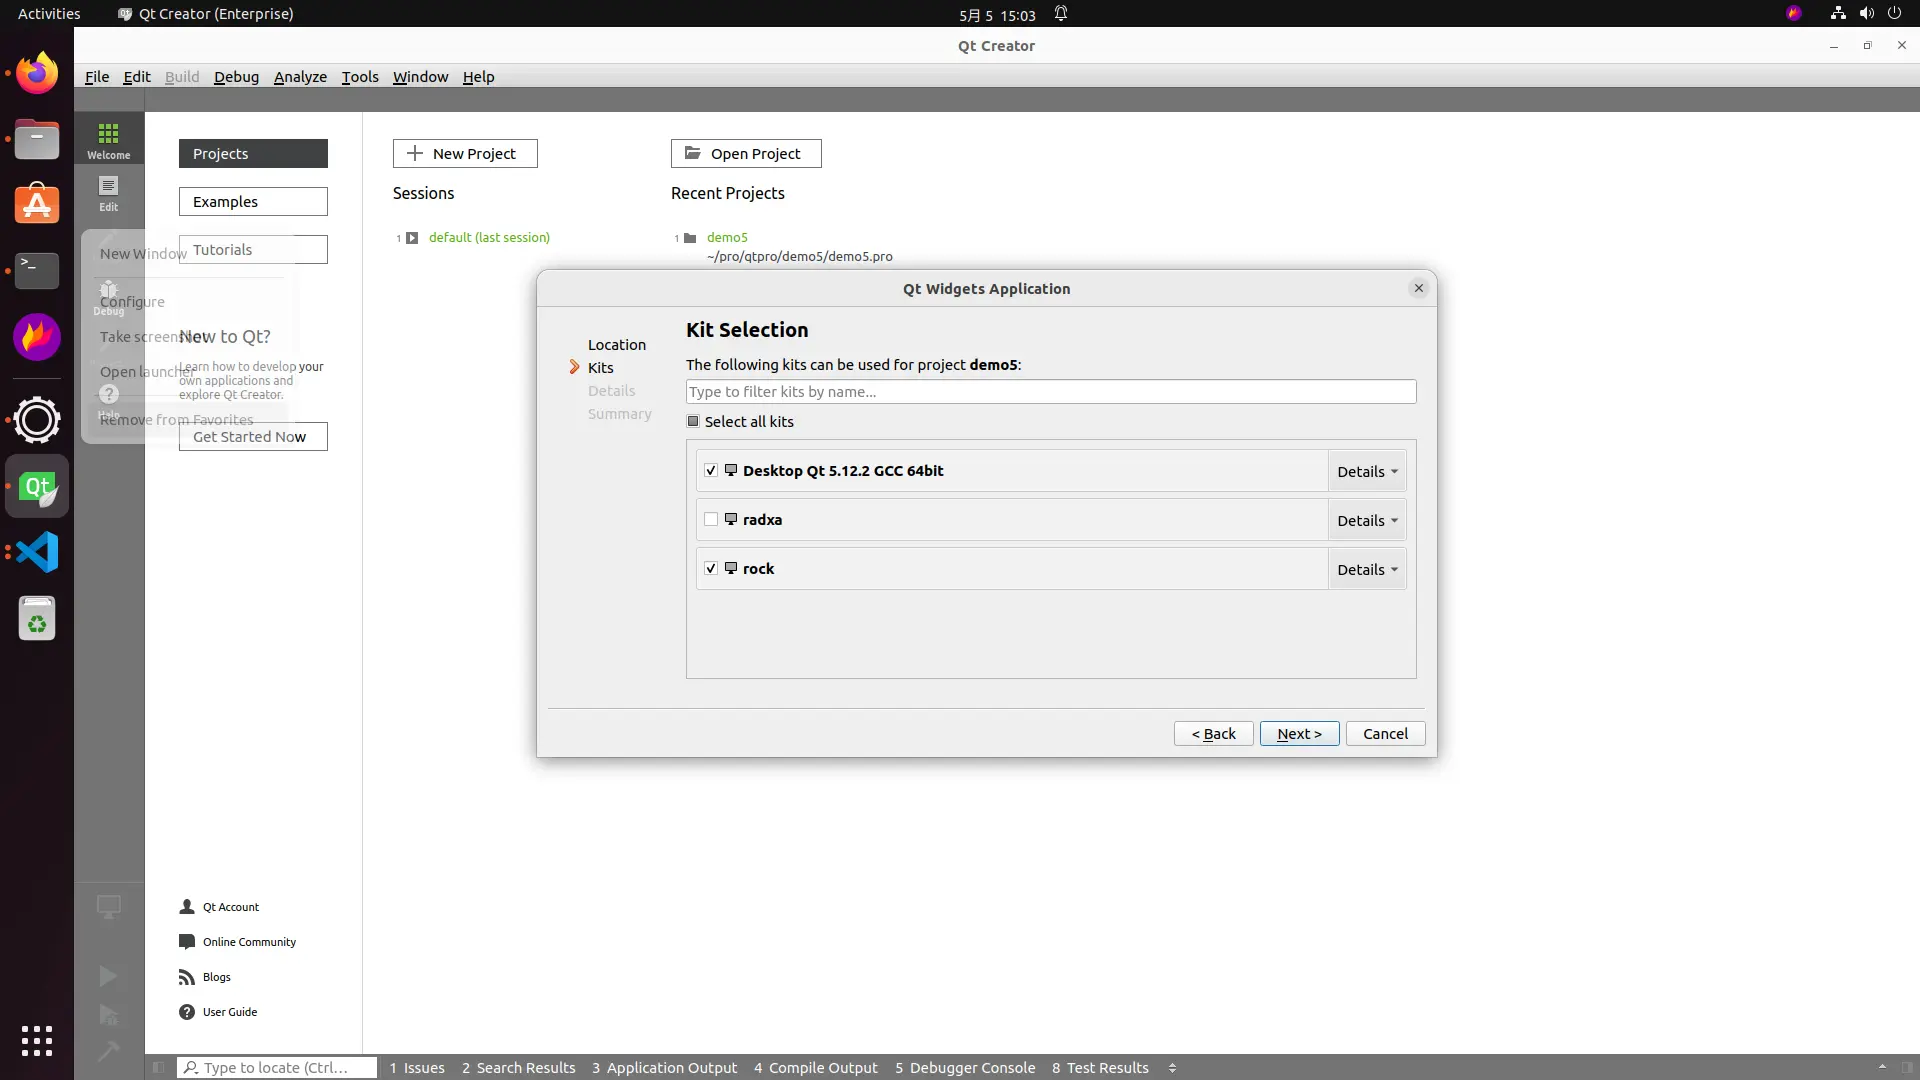 Activities
Qt Creator (Enterprise)
5月 5 15:03
Qt Creator
File Edit Build Debug Analyze Tools Window Help
Welcome
Edit
Debug
Help
New Window
Configure
Take screenshot
Open launcher
Remove from Favorites
Projects
Examples
Tutorials
New to Qt?
Learn how to develop your
own applications and
explore Qt Creator.
Get Started Now
Qt Account
Online Community
Blogs
User Guide
New Project
Sessions
1 default (last session)
Open Project
Recent Projects
1 demo5
~/pro/qtpro/demo5/demo5.pro
Qt Widgets Application
Location
Kits
Details
Summary
Kit Selection
The following kits can be used for project demo5:
Type to filter kits by name...
Select all kits
Desktop Qt 5.12.2 GCC 64bit
Details
radxa
Details
rock
Details
< Back
Next >
Cancel
Type to locate (Ctrl...
1 Issues
2 Search Results
3 Application Output
4 Compile Output
5 Debugger Console
8 Test Results